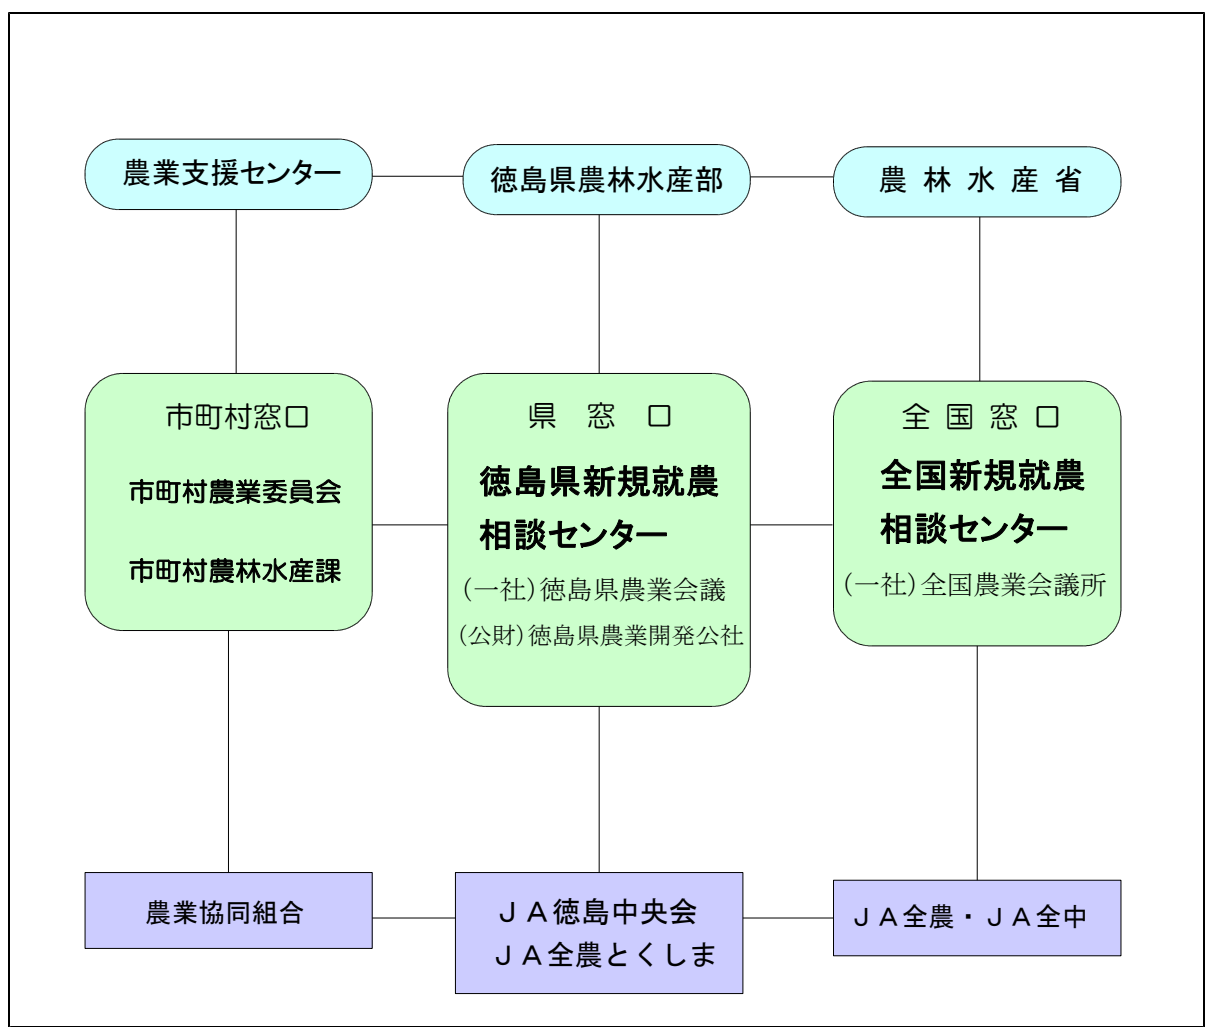 農業支援センター
徳島県農林水産部
農林水産省
市町村窓口
市町村農業委員会
市町村農林水産課
県窓口
徳島県新規就農
相談センター
(一社)徳島県農業会議
(公財)徳島県農業開発公社
全国窓口
全国新規就農
相談センター
(一社)全国農業会議所
農業協同組合
ＪＡ徳島中央会
ＪＡ全農とくしま
ＪＡ全農・ＪＡ全中